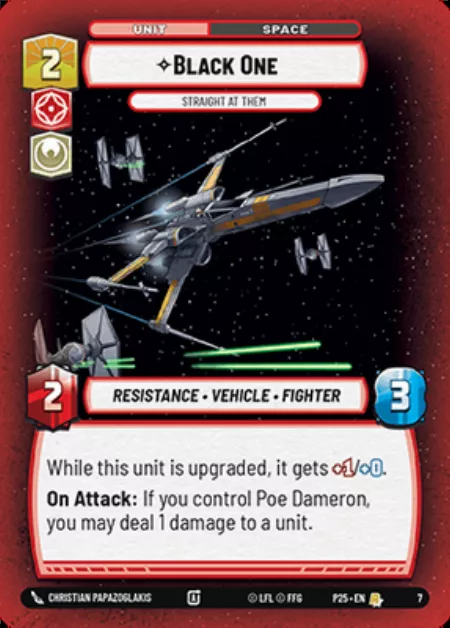 UNIT SPACE
2
✧BLACK ONE
STRAIGHT AT THEM
2
RESISTANCE • VEHICLE • FIGHTER
3
While this unit is upgraded, it gets +1/+0.
On Attack: If you control Poe Dameron,
you may deal 1 damage to a unit.
CHRISTIAN PAPAZOGLAKIS Ⓒ LFL Ⓒ FFG P25 • EN 7